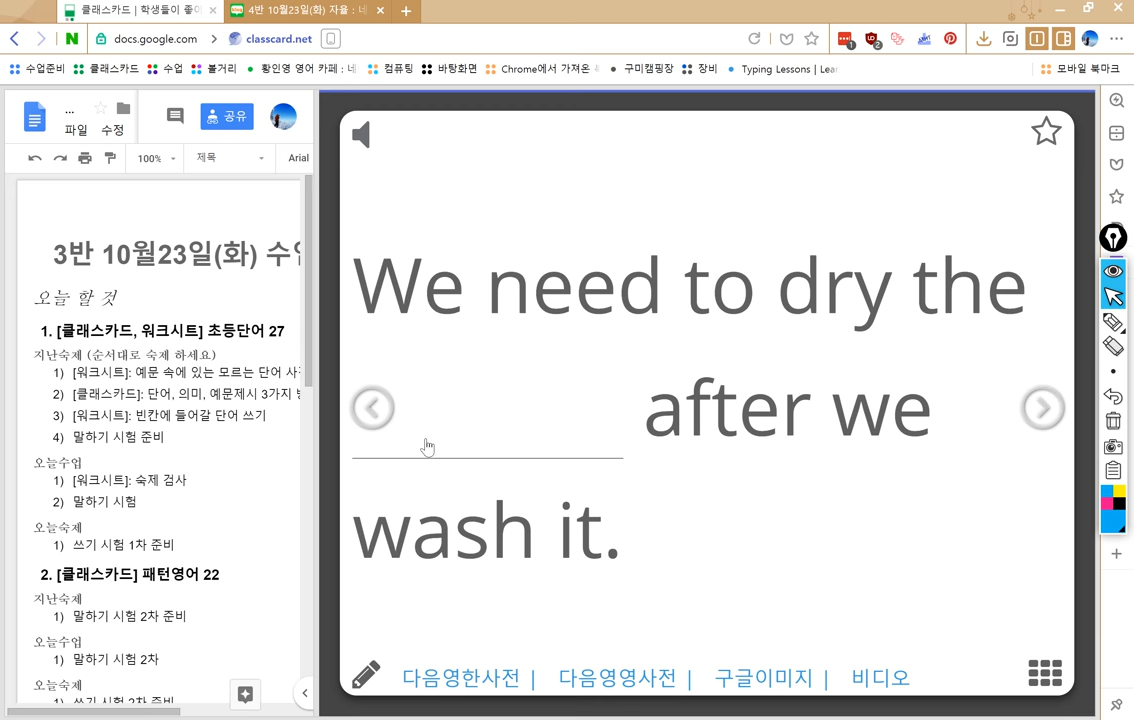 클래스카드 | 학생들이 좋아
4반 10월23일(화) 자율 : 네
N
docs.google.com
classcard.net
1
2
수업준비
클래스카드
수업
볼거리
황인영 영어 카페 : 네
컴퓨팅
바탕화면
Chrome에서 가져온
구미캠핑장
장비
Typing Lessons | Lear
모바일 북마크
...
파일
수정
공유
100%
제목
Arial
3반 10월23일(화) 수업
오늘 할 것
1. [클래스카드, 워크시트] 초등단어 27
지난숙제 (순서대로 숙제 하세요)
1) [워크시트]: 예문 속에 있는 모르는 단어 사
2) [클래스카드]: 단어, 의미, 예문제시 3가지
3) [워크시트]: 빈칸에 들어갈 단어 쓰기
4) 말하기 시험 준비
오늘수업
1) [워크시트]: 숙제 검사
2) 말하기 시험
오늘숙제
1) 쓰기 시험 1차 준비
2. [클래스카드] 패턴영어 22
지난숙제
1) 말하기 시험 2차 준비
오늘수업
1) 말하기 시험 2차
오늘숙제
1) 쓰기 시험 2차 준비
We need to dry the
after we
wash it.
다음영한사전 |
다음영영사전 |
구글이미지 |
비디오